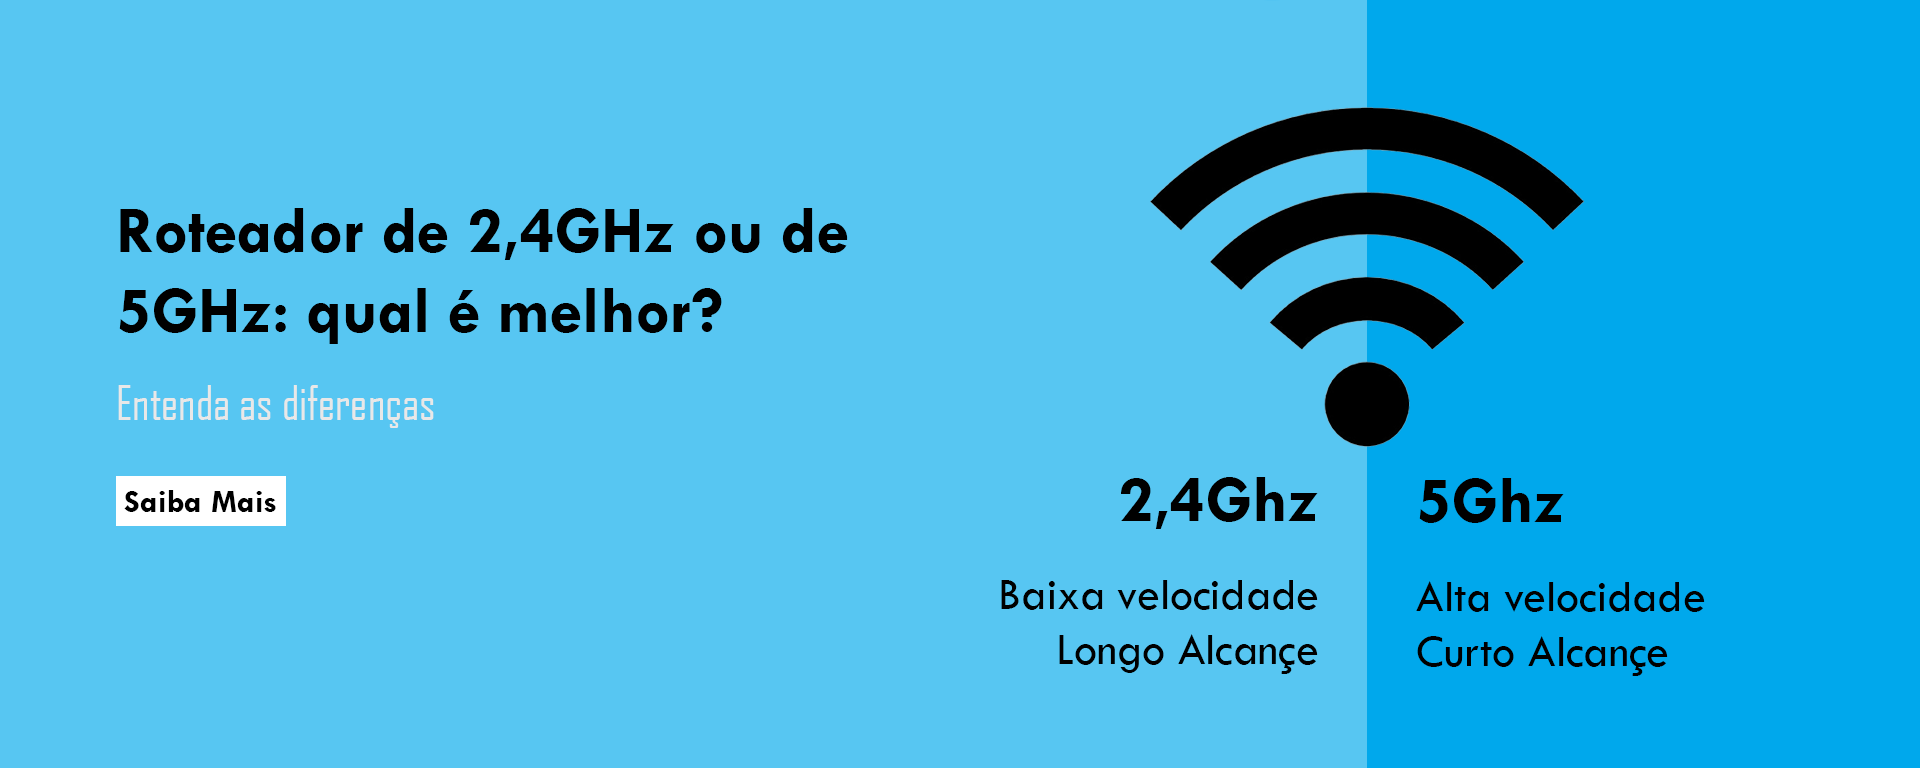 Roteador de 2,4GHz ou de
5GHz: qual é melhor?
Entenda as diferenças
Saiba Mais
2,4Ghz
Baixa velocidade
Longo Alcançe
5Ghz
Alta velocidade
Curto Alcançe